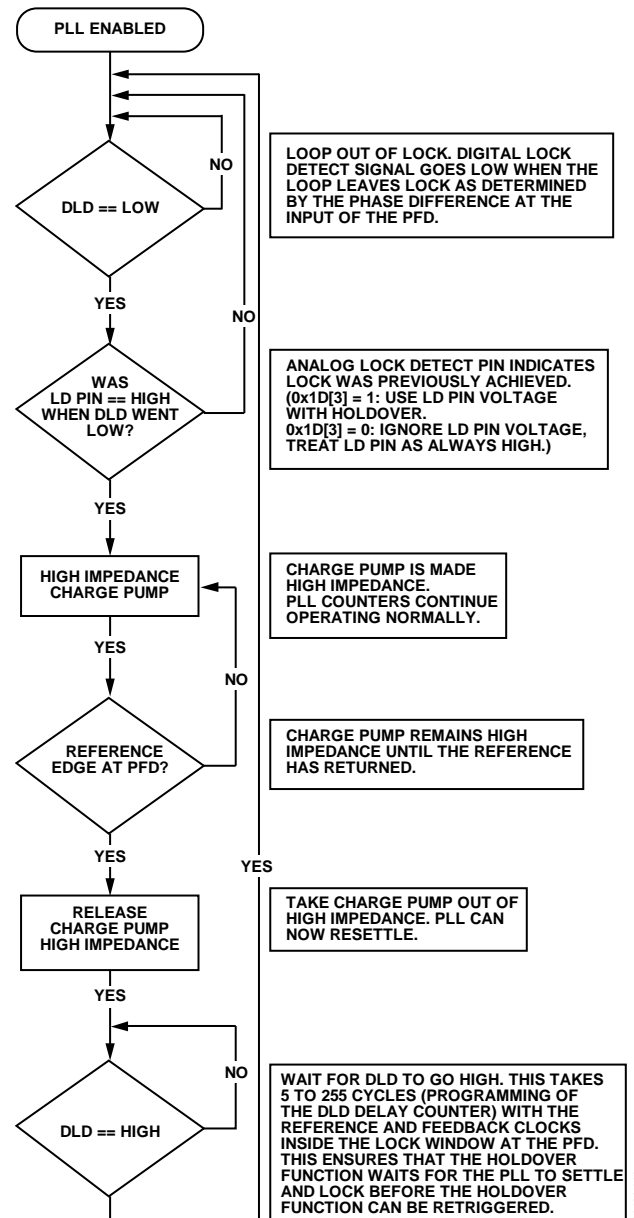 PLL ENABLED
NO
DLD == LOW
LOOP OUT OF LOCK. DIGITAL LOCK
DETECT SIGNAL GOES LOW WHEN THE
LOOP LEAVES LOCK AS DETERMINED
BY THE PHASE DIFFERENCE AT THE
INPUT OF THE PFD.
YES
NO
WAS
LD PIN == HIGH
WHEN DLD WENT
LOW?
ANALOG LOCK DETECT PIN INDICATES
LOCK WAS PREVIOUSLY ACHIEVED.
(0x1D[3] = 1: USE LD PIN VOLTAGE
WITH HOLDOVER.
0x1D[3] = 0: IGNORE LD PIN VOLTAGE,
TREAT LD PIN AS ALWAYS HIGH.)
YES
HIGH IMPEDANCE
CHARGE PUMP
CHARGE PUMP IS MADE
HIGH IMPEDANCE.
PLL COUNTERS CONTINUE
OPERATING NORMALLY.
YES
NO
REFERENCE
EDGE AT PFD?
CHARGE PUMP REMAINS HIGH
IMPEDANCE UNTIL THE REFERENCE
HAS RETURNED.
YES
YES
RELEASE
CHARGE PUMP
HIGH IMPEDANCE
TAKE CHARGE PUMP OUT OF
HIGH IMPEDANCE. PLL CAN
NOW RESETTLE.
YES
NO
DLD == HIGH
WAIT FOR DLD TO GO HIGH. THIS TAKES
5 TO 255 CYCLES (PROGRAMMING OF
THE DLD DELAY COUNTER) WITH THE
REFERENCE AND FEEDBACK CLOCKS
INSIDE THE LOCK WINDOW AT THE PFD.
THIS ENSURES THAT THE HOLDOVER
FUNCTION WAITS FOR THE PLL TO SETTLE
AND LOCK BEFORE THE HOLDOVER
FUNCTION CAN BE RETRIGGERED.